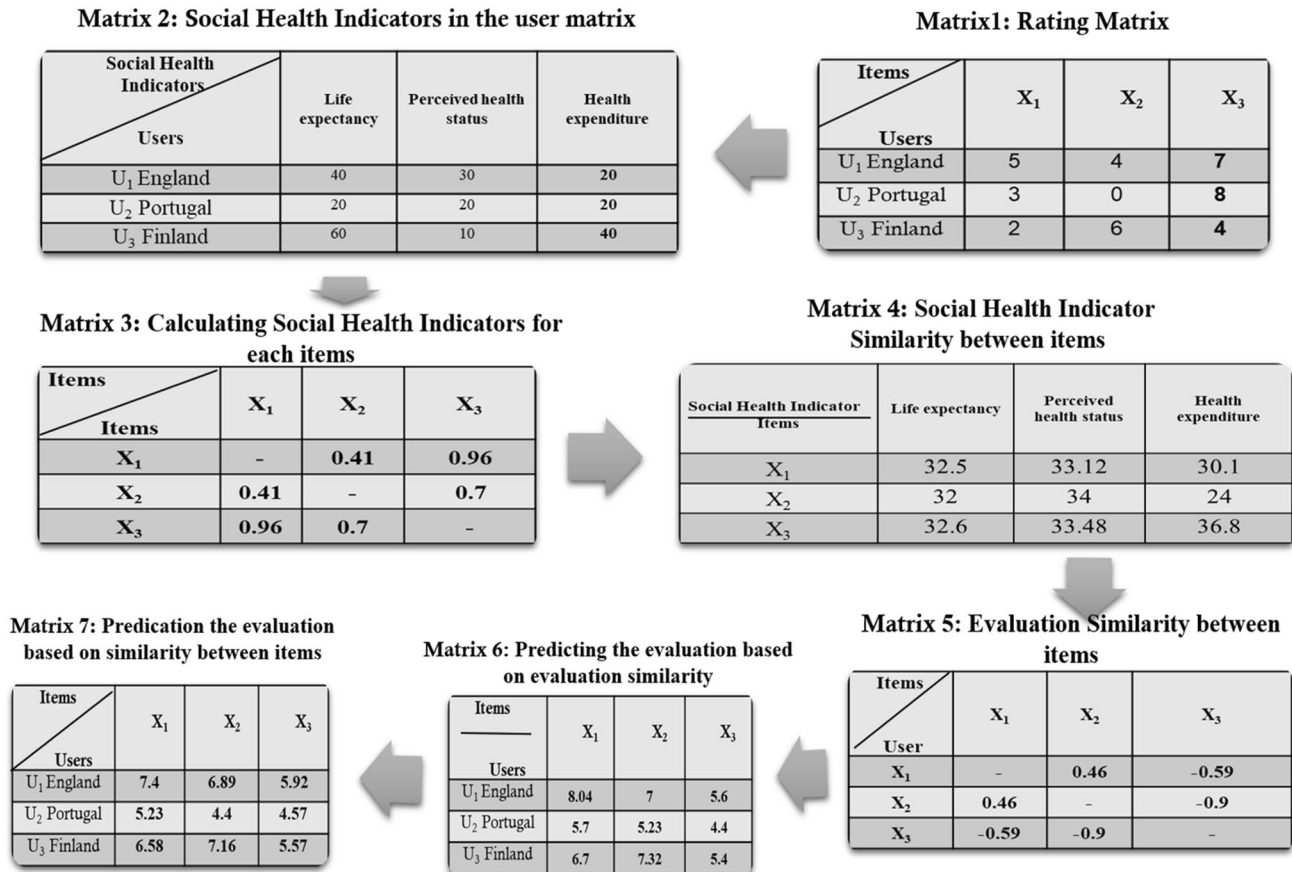 Matrix 2: Social Health Indicators in the user matrix
Social Health
Indicators
Users
Life
expectancy
Perceived health
status
Health
expenditure
U1 England 40 30 20
U2 Portugal 20 20 20
U3 Finland 60 10 40
Matrix1: Rating Matrix
Items
Users
X1 X2 X3
U1 England 5 4 7
U2 Portugal 3 0 8
U3 Finland 2 6 4
Matrix 3: Calculating Social Health Indicators for
each items
Items
Items
X1 X2 X3
X1 - 0.41 0.96
X2 0.41 - 0.7
X3 0.96 0.7 -
Matrix 4: Social Health Indicator
Similarity between items
Social Health Indicator
Items
Life expectancy
Perceived
health status
Health
expenditure
X1 32.5 33.12 30.1
X2 32 34 24
X3 32.6 33.48 36.8
Matrix 7: Predication the evaluation
based on similarity between items
Items
Users
X1 X2 X3
U1 England 7.4 6.89 5.92
U2 Portugal 5.23 4.4 4.57
U3 Finland 6.58 7.16 5.57
Matrix 6: Predicting the evaluation based
on evaluation similarity
Items
Users
X1 X2 X3
U1 England 8.04 7 5.6
U2 Portugal 5.7 5.23 4.4
U3 Finland 6.7 7.32 5.4
Matrix 5: Evaluation Similarity between
items
Items
User
X1 X2 X3
X1 - 0.46 -0.59
X2 0.46 - -0.9
X3 -0.59 -0.9 -